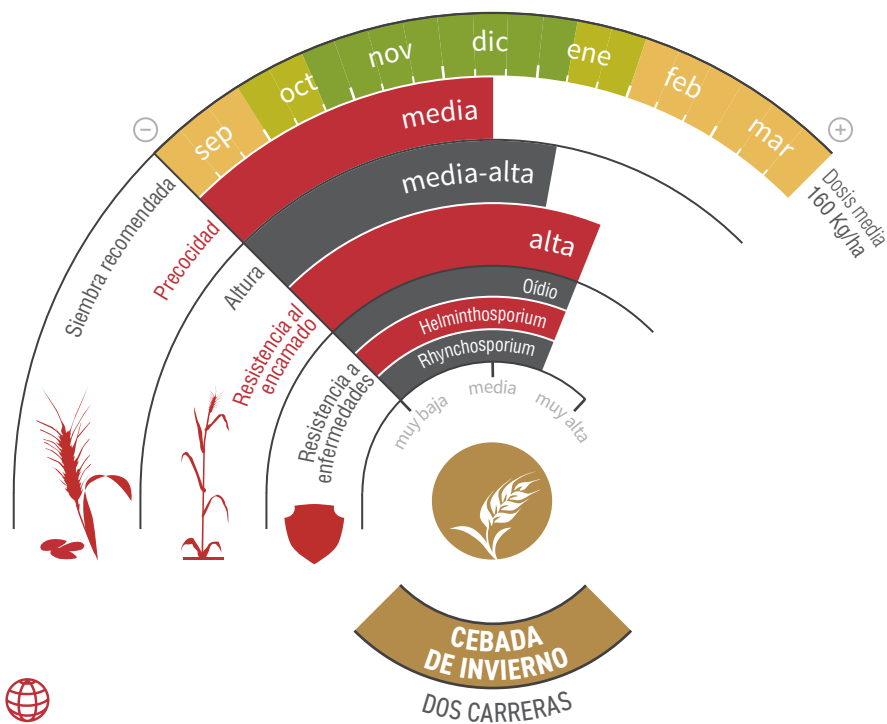 sep
oct
nov
dic
ene
feb
mar
−
+
Dosis media
160 Kg/ha
Siembra recomendada
Precocidad
media
Altura
media-alta
Resistencia al
encamado
alta
Resistencia a
enfermedades
Oídio
Helminthosporium
Rhynchosporium
muy baja
media
muy alta
CEBADA
DE INVIERNO
DOS CARRERAS